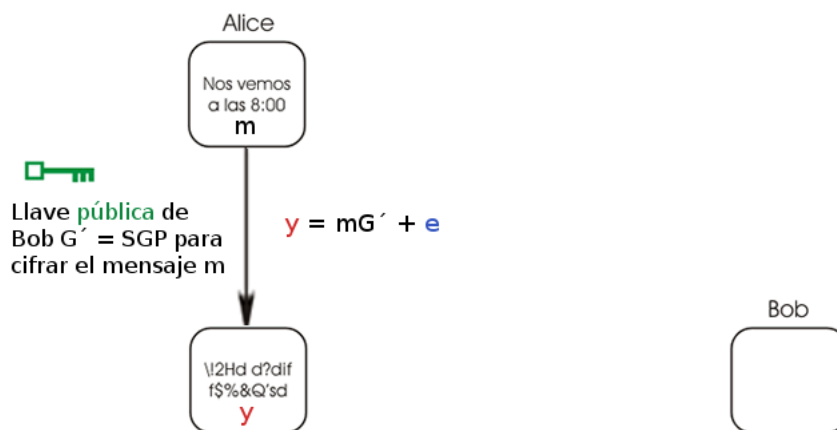 Alice
Nos vemos
a las 8:00
m
Llave pública de
Bob G´ = SGP para
cifrar el mensaje m
y = mG´ + e
\!2Hd d?dif
f$%&Q'sd
y
Bob